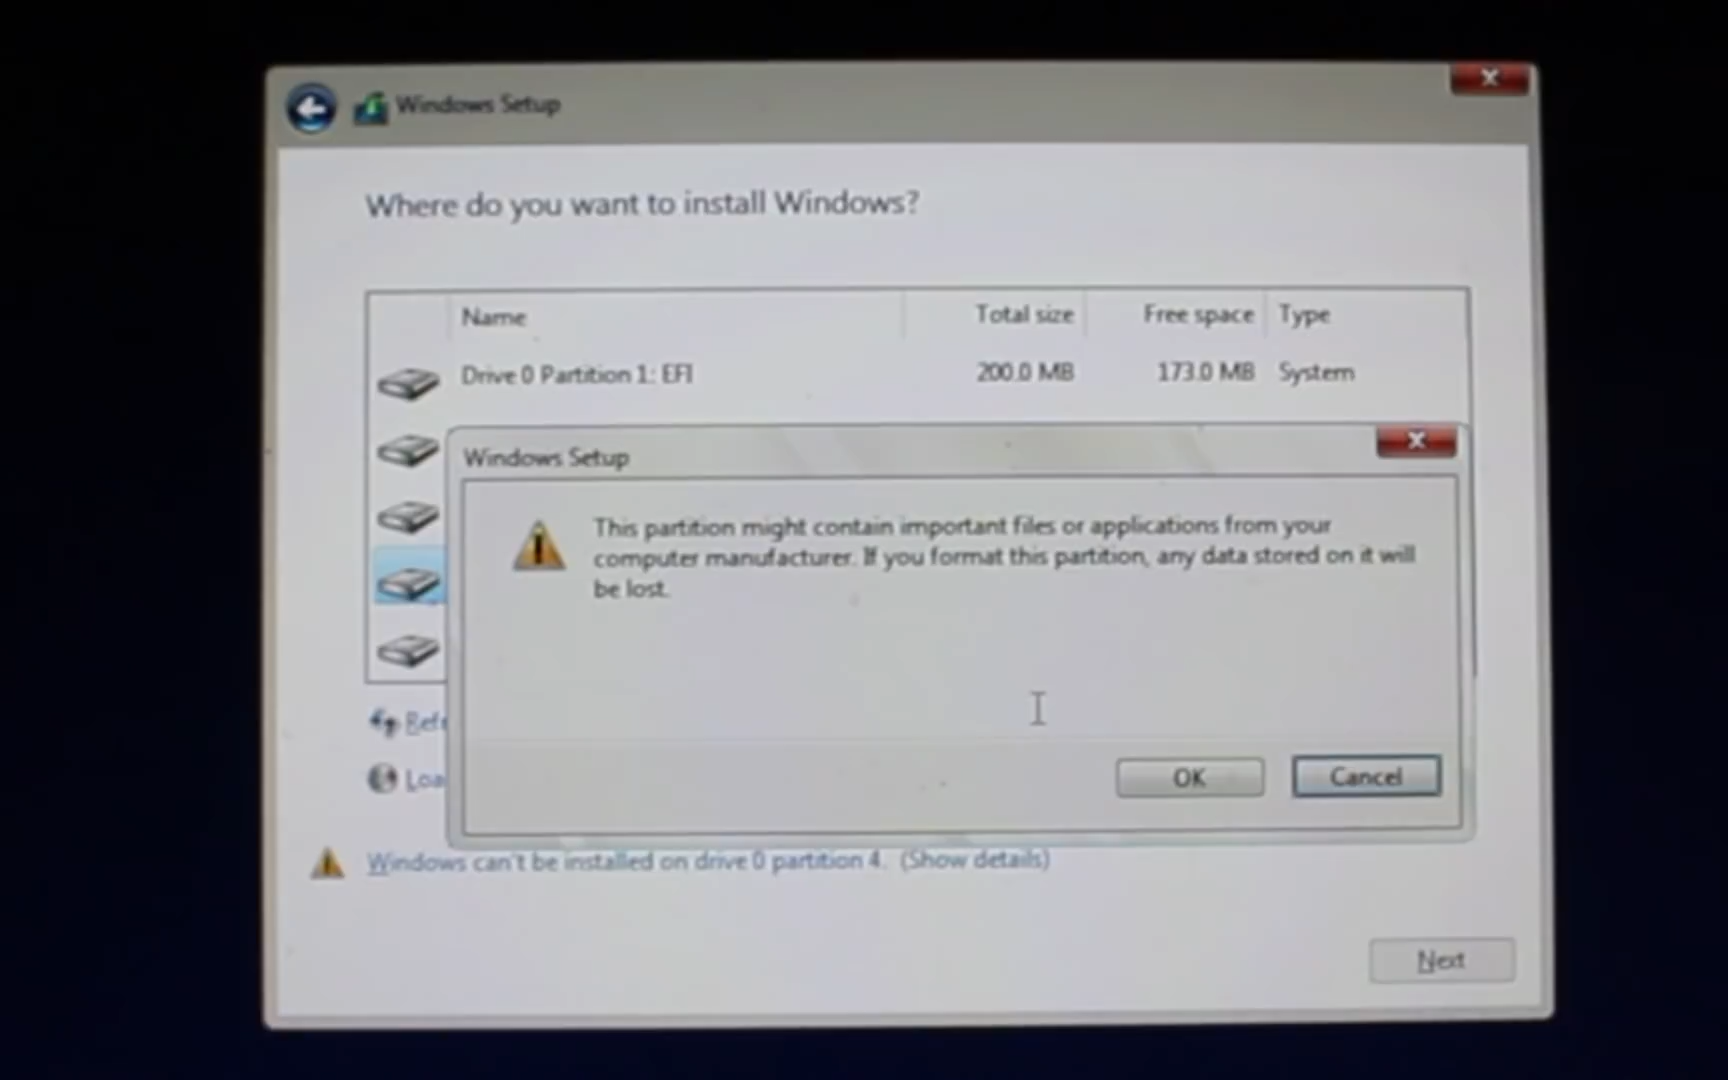 Windows Setup
Where do you want to install Windows?
Name Total size Free space Type
Drive 0 Partition 1: EFI 200.0 MB 173.0 MB System
Windows Setup
This partition might contain important files or applications from your
computer manufacturer. If you format this partition, any data stored on it will
be lost.
OK Cancel
Windows can't be installed on drive 0 partition 4. (Show details)
Next